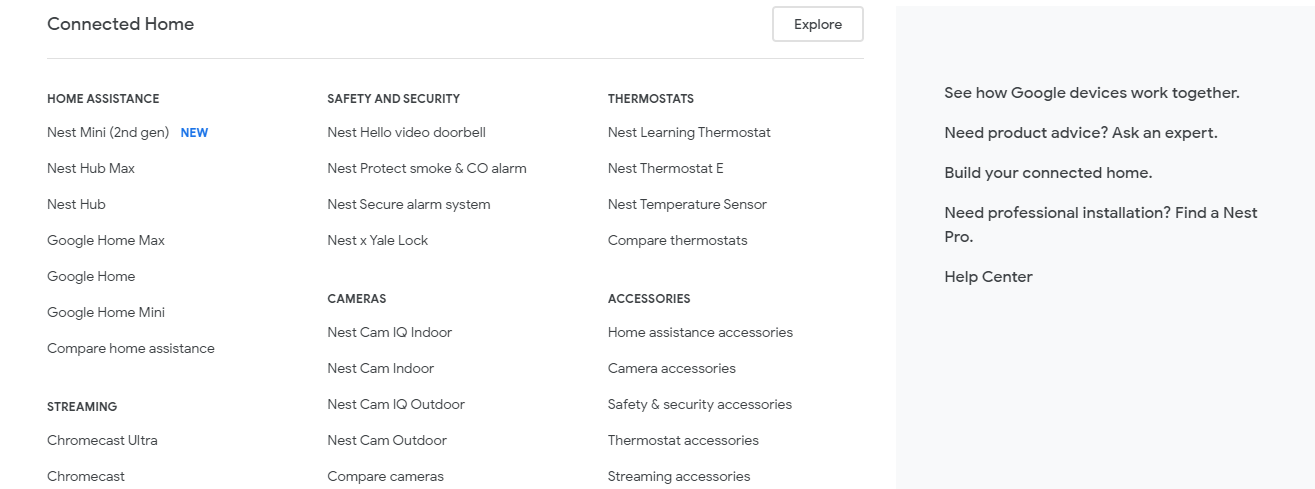 Connected Home
Explore
HOME ASSISTANCE
Nest Mini (2nd gen) NEW
Nest Hub Max
Nest Hub
Google Home Max
Google Home
Google Home Mini
Compare home assistance
STREAMING
Chromecast Ultra
Chromecast
SAFETY AND SECURITY
Nest Hello video doorbell
Nest Protect smoke & CO alarm
Nest Secure alarm system
Nest x Yale Lock
CAMERAS
Nest Cam IQ Indoor
Nest Cam Indoor
Nest Cam IQ Outdoor
Nest Cam Outdoor
Compare cameras
THERMOSTATS
Nest Learning Thermostat
Nest Thermostat E
Nest Temperature Sensor
Compare thermostats
ACCESSORIES
Home assistance accessories
Camera accessories
Safety & security accessories
Thermostat accessories
Streaming accessories
See how Google devices work together.
Need product advice? Ask an expert.
Build your connected home.
Need professional installation? Find a Nest
Pro.
Help Center